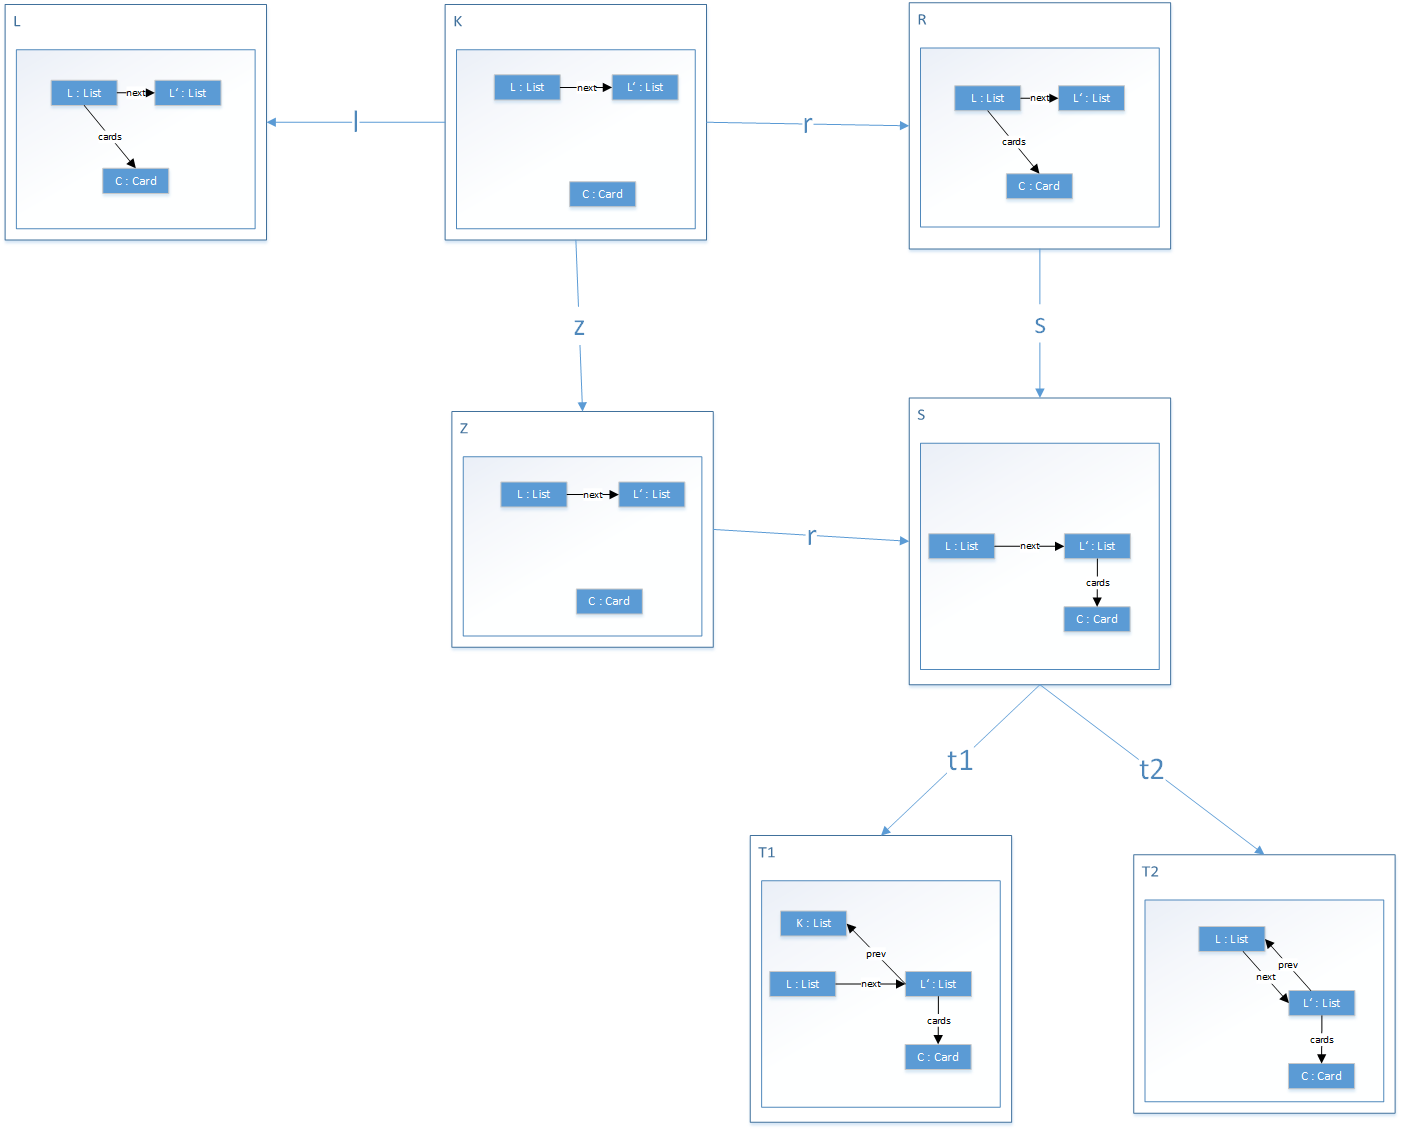 L
L : List
next
L‘ : List
cards
C : Card
l
K
L : List
next
L‘ : List
C : Card
r
R
L : List
next
L‘ : List
cards
C : Card
z
s
z
L : List
next
L‘ : List
C : Card
r
S
L : List
next
L‘ : List
cards
C : Card
t1
t2
T1
K : List
prev
L : List
next
L‘ : List
cards
C : Card
T2
L : List
prev
next
L‘ : List
cards
C : Card